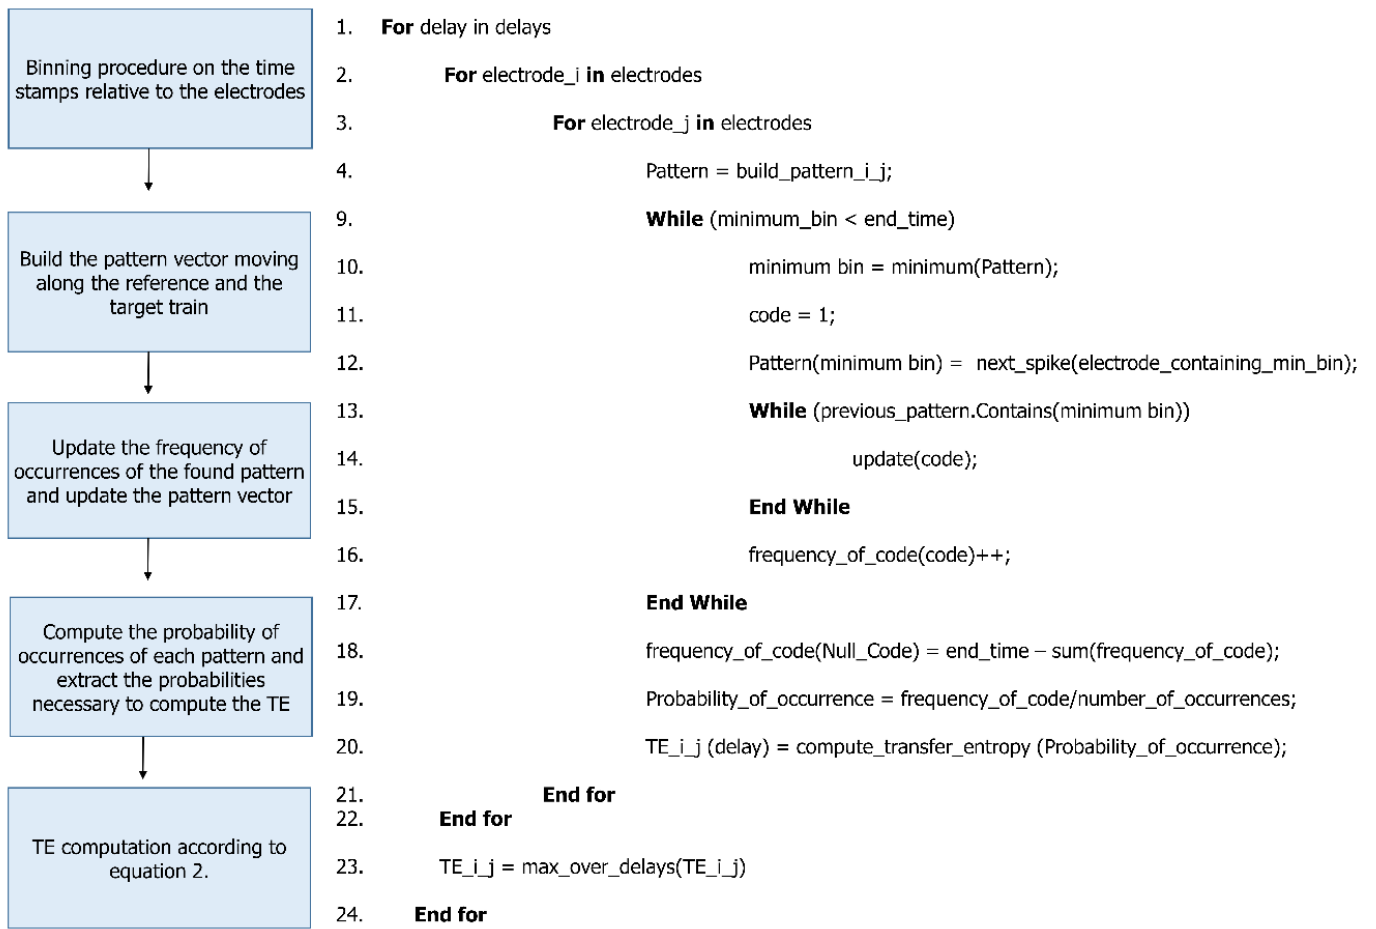 Binning procedure on the time
stamps relative to the electrodes
Build the pattern vector moving
along the reference and the
target train
Update the frequency of
occurrences of the found pattern
and update the pattern vector
Compute the probability of
occurrences of each pattern and
extract the probabilities
necessary to compute the TE
TE computation according to
equation 2.
1. For delay in delays
2. For electrode_i in electrodes
3. For electrode_j in electrodes
4. Pattern = build_pattern_i_j;
9. While (minimum_bin < end_time)
10. minimum bin = minimum(Pattern);
11. code = 1;
12. Pattern(minimum bin) = next_spike(electrode_containing_min_bin);
13. While (previous_pattern.Contains(minimum bin))
14. update(code);
15. End While
16. frequency_of_code(code)++;
17. End While
18. frequency_of_code(Null_Code) = end_time – sum(frequency_of_code);
19. Probability_of_occurrence = frequency_of_code/number_of_occurrences;
20. TE_i_j (delay) = compute_transfer_entropy (Probability_of_occurrence);
21. End for
22. End for
23. TE_i_j = max_over_delays(TE_i_j)
24. End for